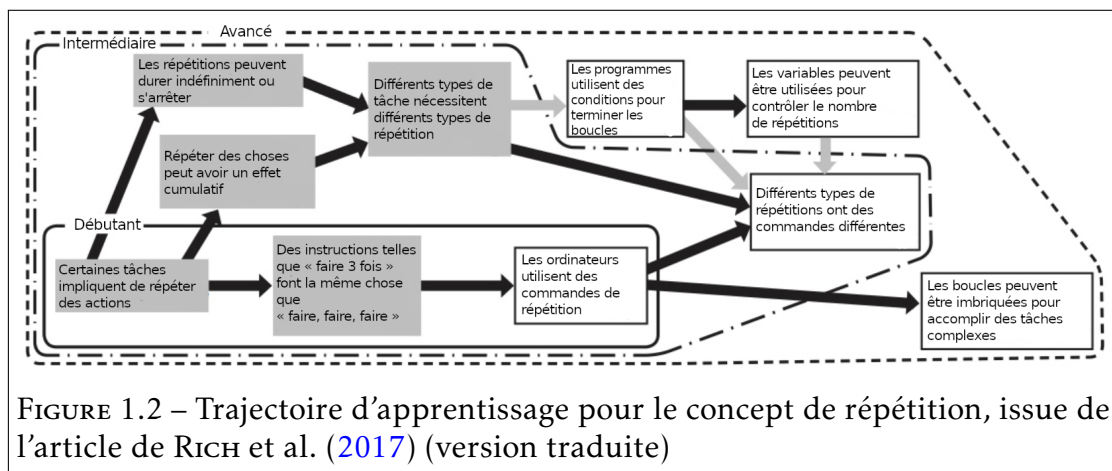 Avancé
Intermédiaire
Les répétitions peuvent
durer indéfiniment ou
s'arrêter
Différents types de
tâche nécessitent
différents types de
répétition
Les programmes
utilisent des
conditions pour
terminer les
boucles
Les variables peuvent
être utilisées pour
contrôler le nombre
de répétitions
Répéter des choses
peut avoir un effet
cumulatif
Différents types de
répétitions ont des
commandes différentes
Débutant
Certaines tâches
impliquent de répéter
des actions
Des instructions telles
que « faire 3 fois »
font la même chose
que
« faire, faire, faire »
Les ordinateurs
utilisent des
commandes de
répétition
Les boucles peuvent
être imbriquées pour
accomplir des tâches
complexes
FIGURE 1.2 – Trajectoire d'apprentissage pour le concept de répétition, issue de
l'article de RICH et al. (2017) (version traduite)